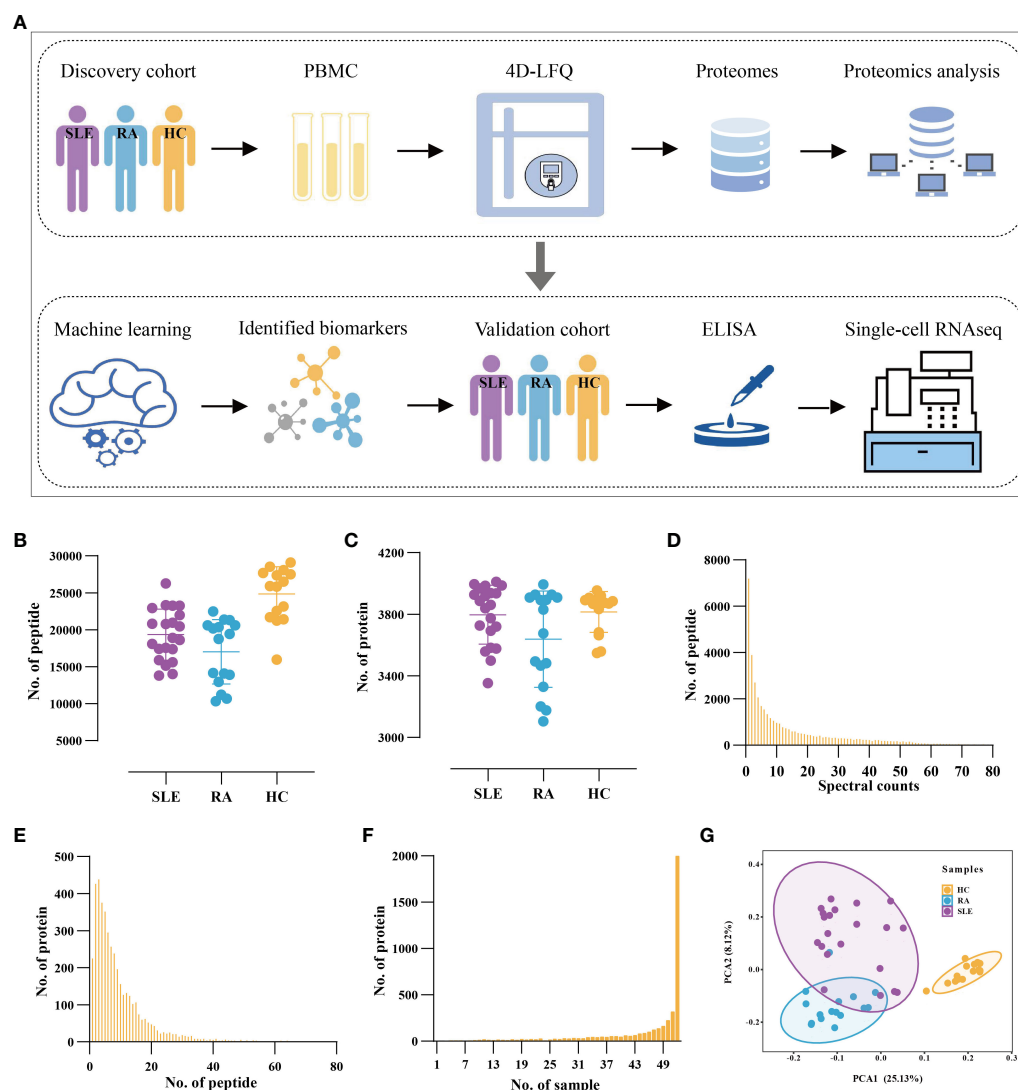 A
Discovery cohort
PBMC
4D-LFQ
Proteomes
Proteomics analysis
SLE
RA
HC
Machine learning
Identified biomarkers
Validation cohort
ELISA
Single-cell RNAseq
SLE
RA
HC
B
No. of peptide
30000
25000
20000
15000
10000
5000
SLE
RA
HC
C
No. of protein
4200
3800
3400
3000
SLE
RA
HC
D
No. of peptide
8000
6000
4000
2000
0
0 10 20 30 40 50 60 70 80
Spectral counts
E
No. of protein
500
400
300
200
100
0
0 20 40 60 80
No. of peptide
F
No. of protein
2000
1500
1000
500
0
1 7 13 19 25 31 37 43 49
No. of sample
G
PCA2 (8.12%)
0.4
0.2
0.0
-0.2
Samples
HC
RA
SLE
-0.2 -0.1 0.0 0.1 0.2 0.3
PCA1 (25.13%)